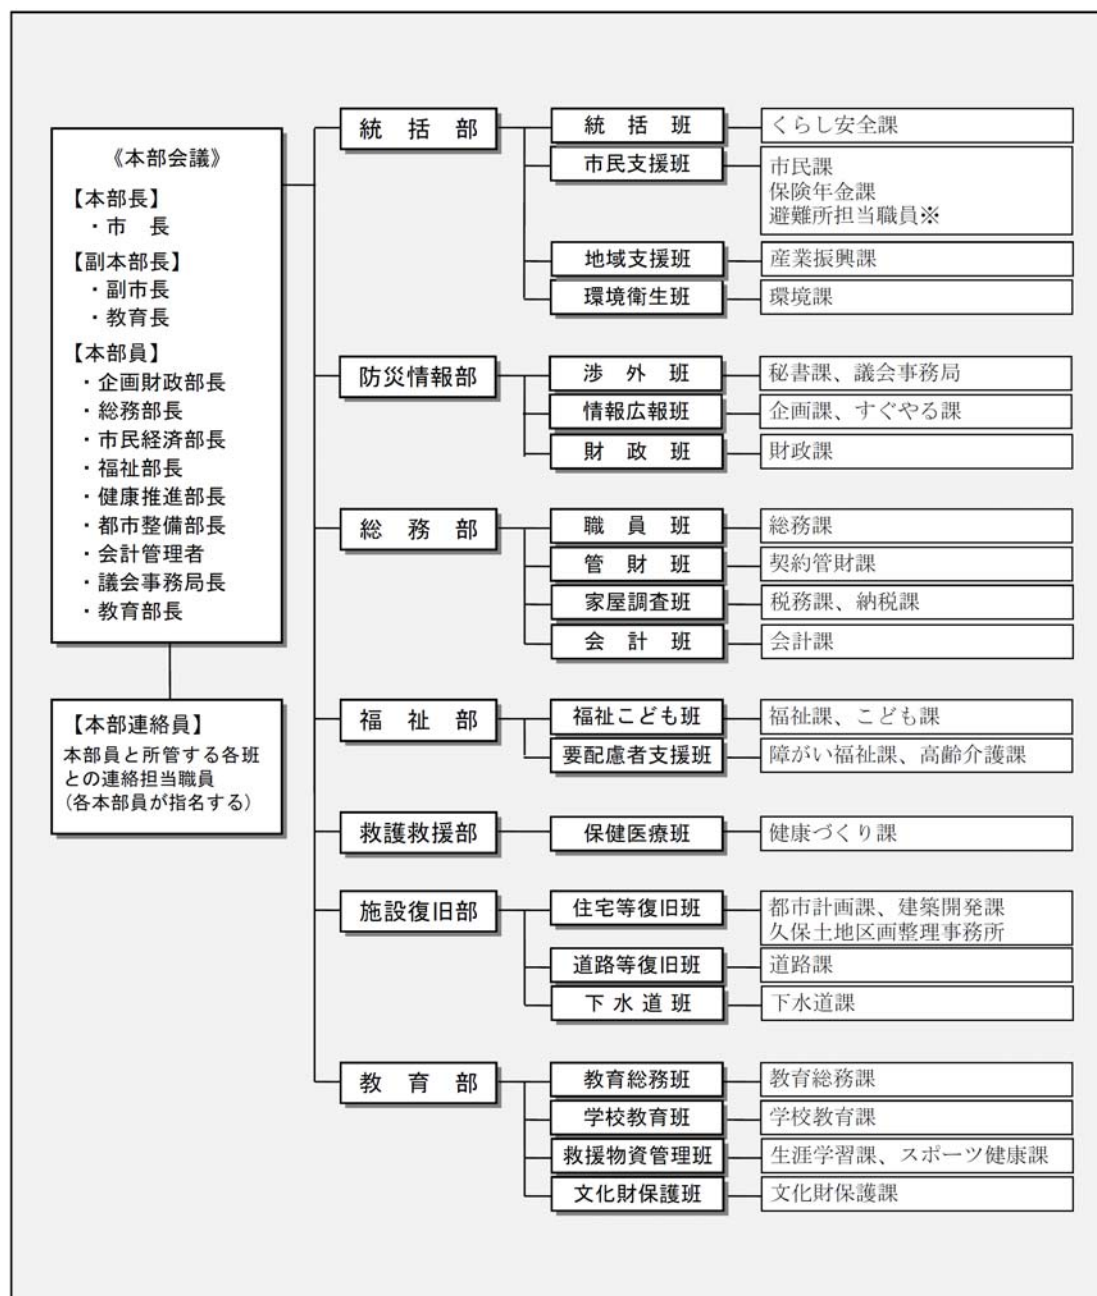 《本部会議》
【本部長】
・市　長
【副本部長】
・副市長
・教育長
【本部員】
・企画財政部長
・総務部長
・市民経済部長
・福祉部長
・健康推進部長
・都市整備部長
・会計管理者
・議会事務局長
・教育部長
【本部連絡員】
本部員と所管する各班
との連絡担当職員
(各本部員が指名する)
統　括　部
統　括　班
くらし安全課
市民支援班
市民課
保険年金課
避難所担当職員※
地域支援班
産業振興課
環境衛生班
環境課
防災情報部
渉　外　班
秘書課、議会事務局
情報広報班
企画課、すぐやる課
財　政　班
財政課
総　務　部
職　員　班
総務課
管　財　班
契約管財課
家屋調査班
税務課、納税課
会　計　班
会計課
福　祉　部
福祉こども班
福祉課、こども課
要配慮者支援班
障がい福祉課、高齢介護課
救護救援部
保健医療班
健康づくり課
施設復旧部
住宅等復旧班
都市計画課、建築開発課
久保土地区画整理事務所
道路等復旧班
道路課
下 水 道 班
下水道課
教　育　部
教育総務班
教育総務課
学校教育班
学校教育課
救援物資管理班
生涯学習課、スポーツ健康課
文化財保護班
文化財保護課